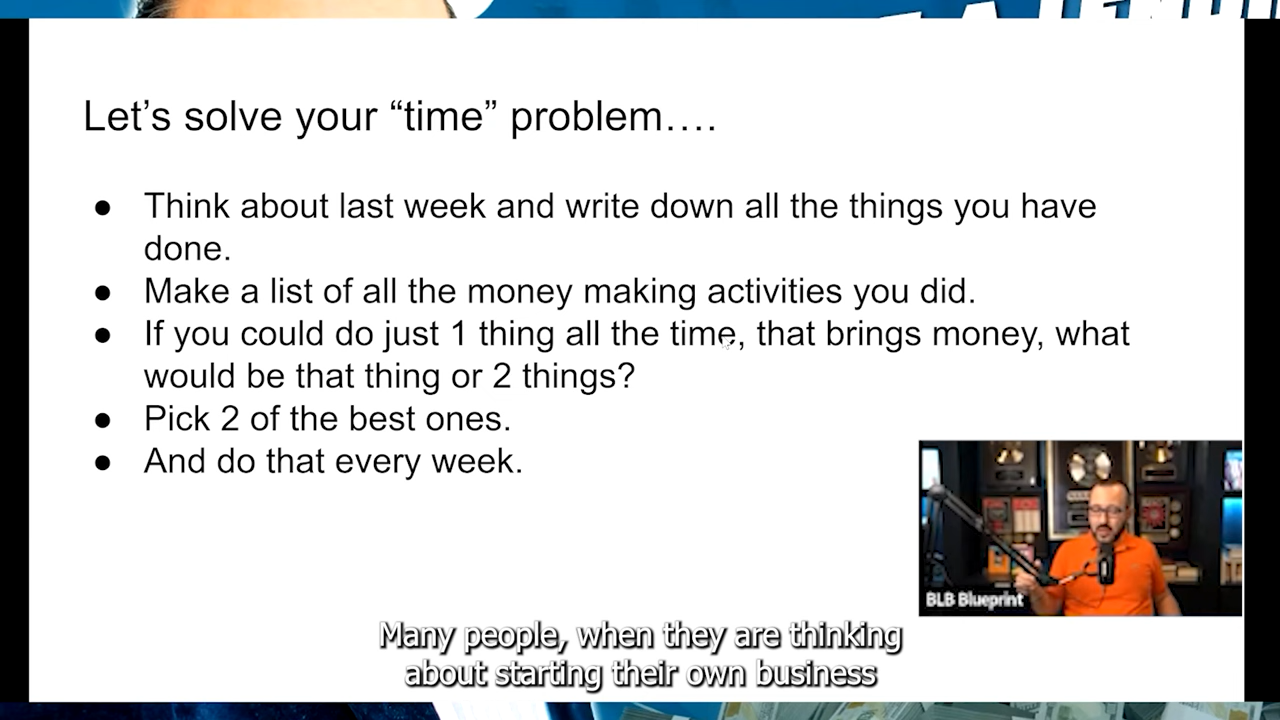 Let’s solve your “time” problem….
● Think about last week and write down all the things you have
done.
● Make a list of all the money making activities you did.
● If you could do just 1 thing all the time, that brings money, what
would be that thing or 2 things?
● Pick 2 of the best ones.
● And do that every week.
BLB Blueprint
Many people, when they are thinking
about starting their own business